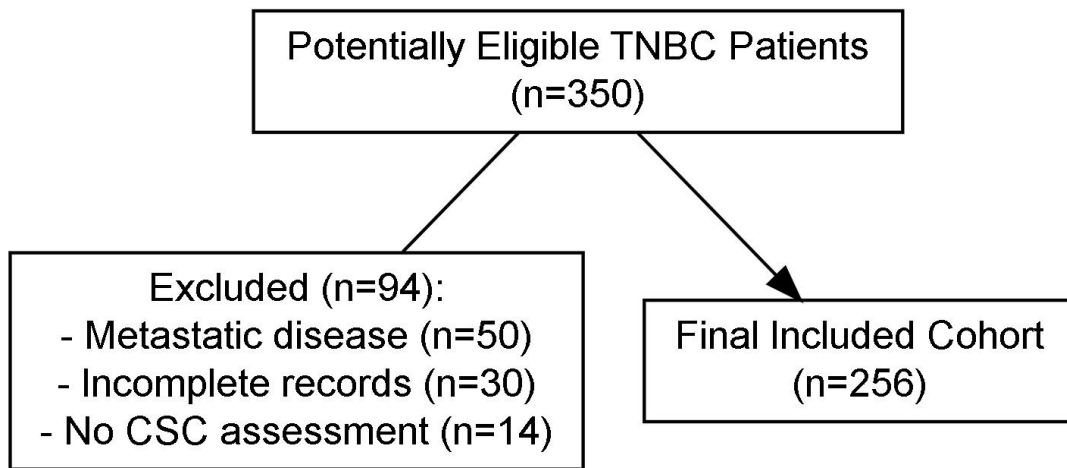 Potentially Eligible TNBC Patients
(n=350)
Excluded (n=94):
- Metastatic disease (n=50)
- Incomplete records (n=30)
- No CSC assessment (n=14)
Final Included Cohort
(n=256)